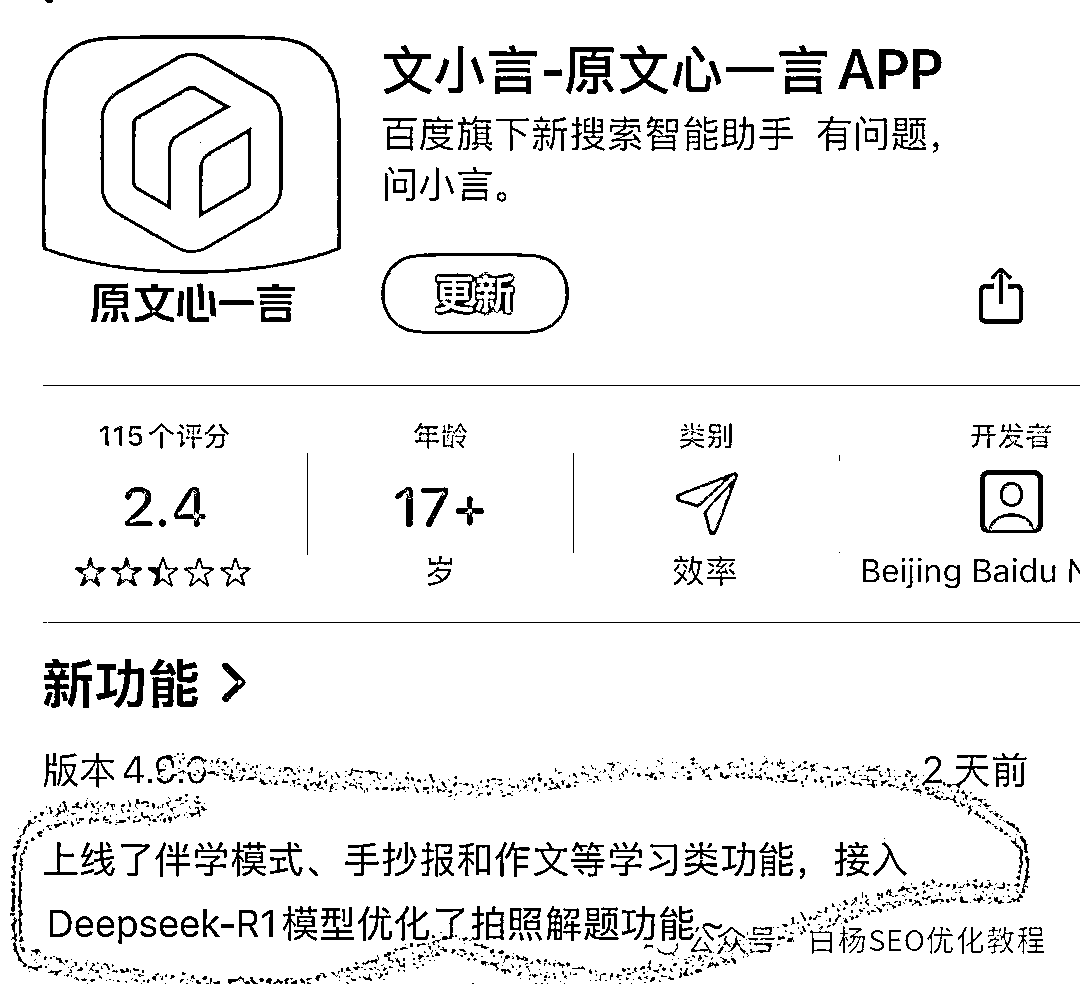 文小言-原文心一言 APP
百度旗下新搜索智能助手 有问题，
问小言。
原文心一言
更新
115个评分
年龄
类别
开发者
2.4
17+
岁
效率
Beijing Baidu N
新功能
版本 4.9.0
2 天前
上线了伴学模式、手抄报和作文等学习类功能，接入
Deepseek-R1模型优化了拍照解题功能~
公众号 · 白杨SEO优化教程